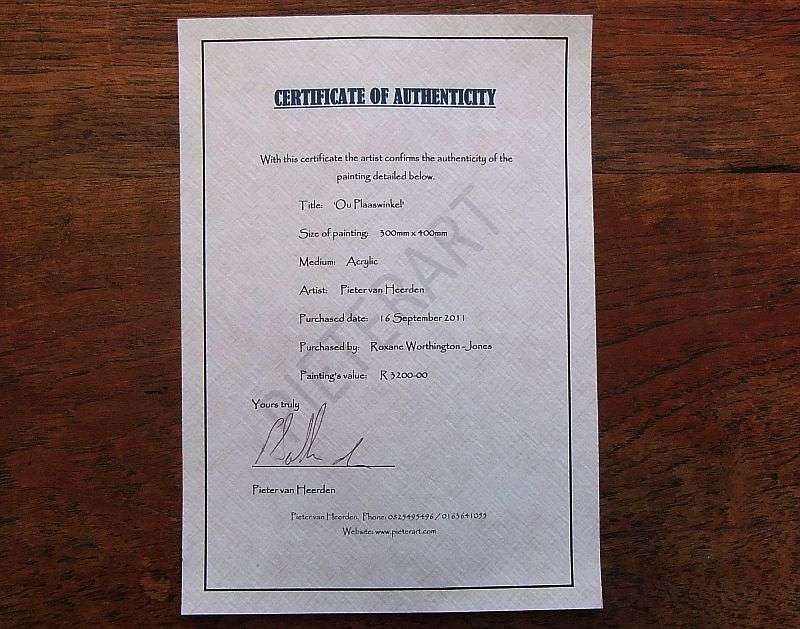 CERTIFICATE OF AUTHENTICITY
With this certificate the artist confirms the authenticity of the
painting detailed below.
Title: 'Ou Plaaswinkel'
Size of painting: 300mm x 400mm
Medium: Acrylic
Artist: Pieter van Heerden
Purchased date: 16 September 2011
Purchased by: Roxane Worthington-Jones
Painting's value: R 3200-00
Yours truly
Pieter van Heerden
Pieter van Heerden, Phone: 0825495496 / 0163641055
Website: www.pieterart.com
PIETERART